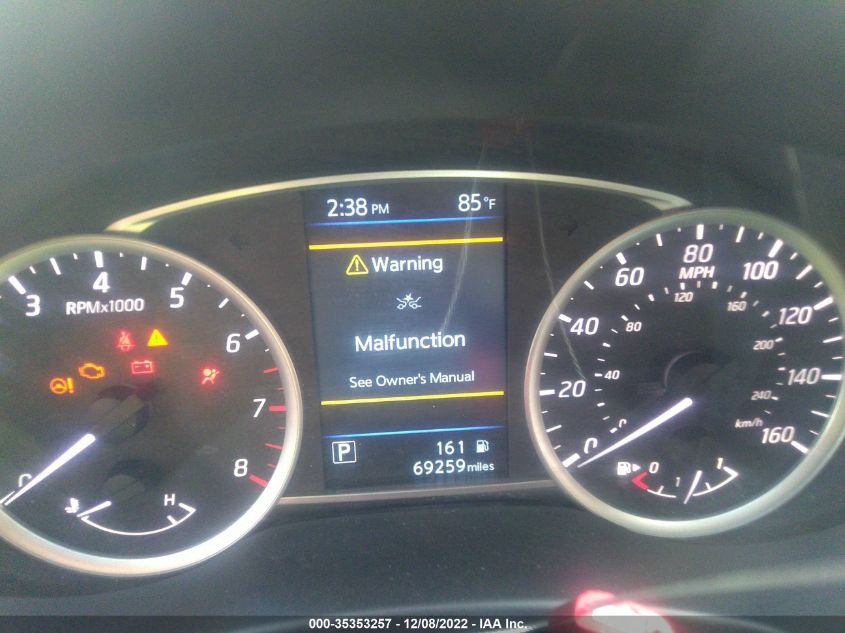 2:38 PM 85°F
Warning
Malfunction
See Owner's Manual
P 161
69259 miles
3 4 5 6 7 8
RPMx1000
0
H
0 20 40 60 80 100 120 140 160
MPH
0 40 80 120 160 200 240
km/h
0 1 1
000-35353257 - 12/08/2022 - IAA Inc.